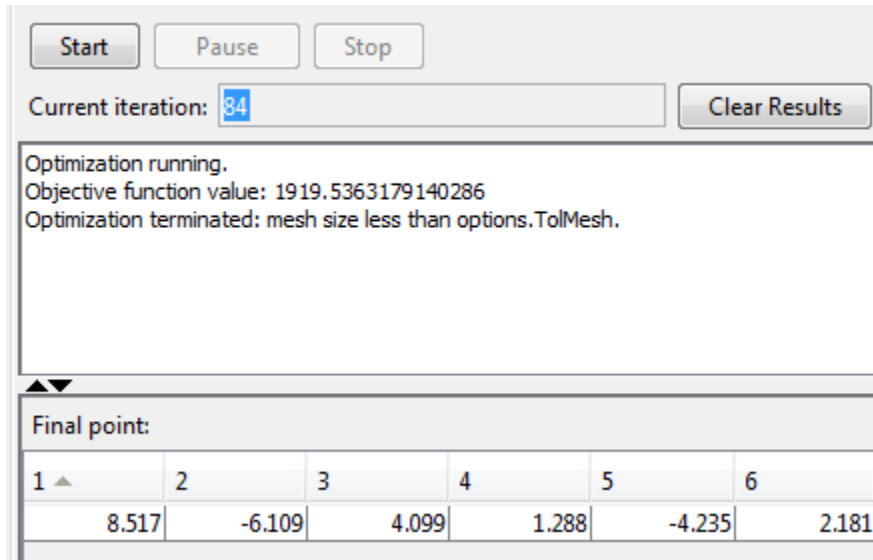 Start Pause Stop
Current iteration: 84 Clear Results
Optimization running.
Objective function value: 1919.5363179140286
Optimization terminated: mesh size less than options.TolMesh.
Final point:
1 2 3 4 5 6
8.517 -6.109 4.099 1.288 -4.235 2.181